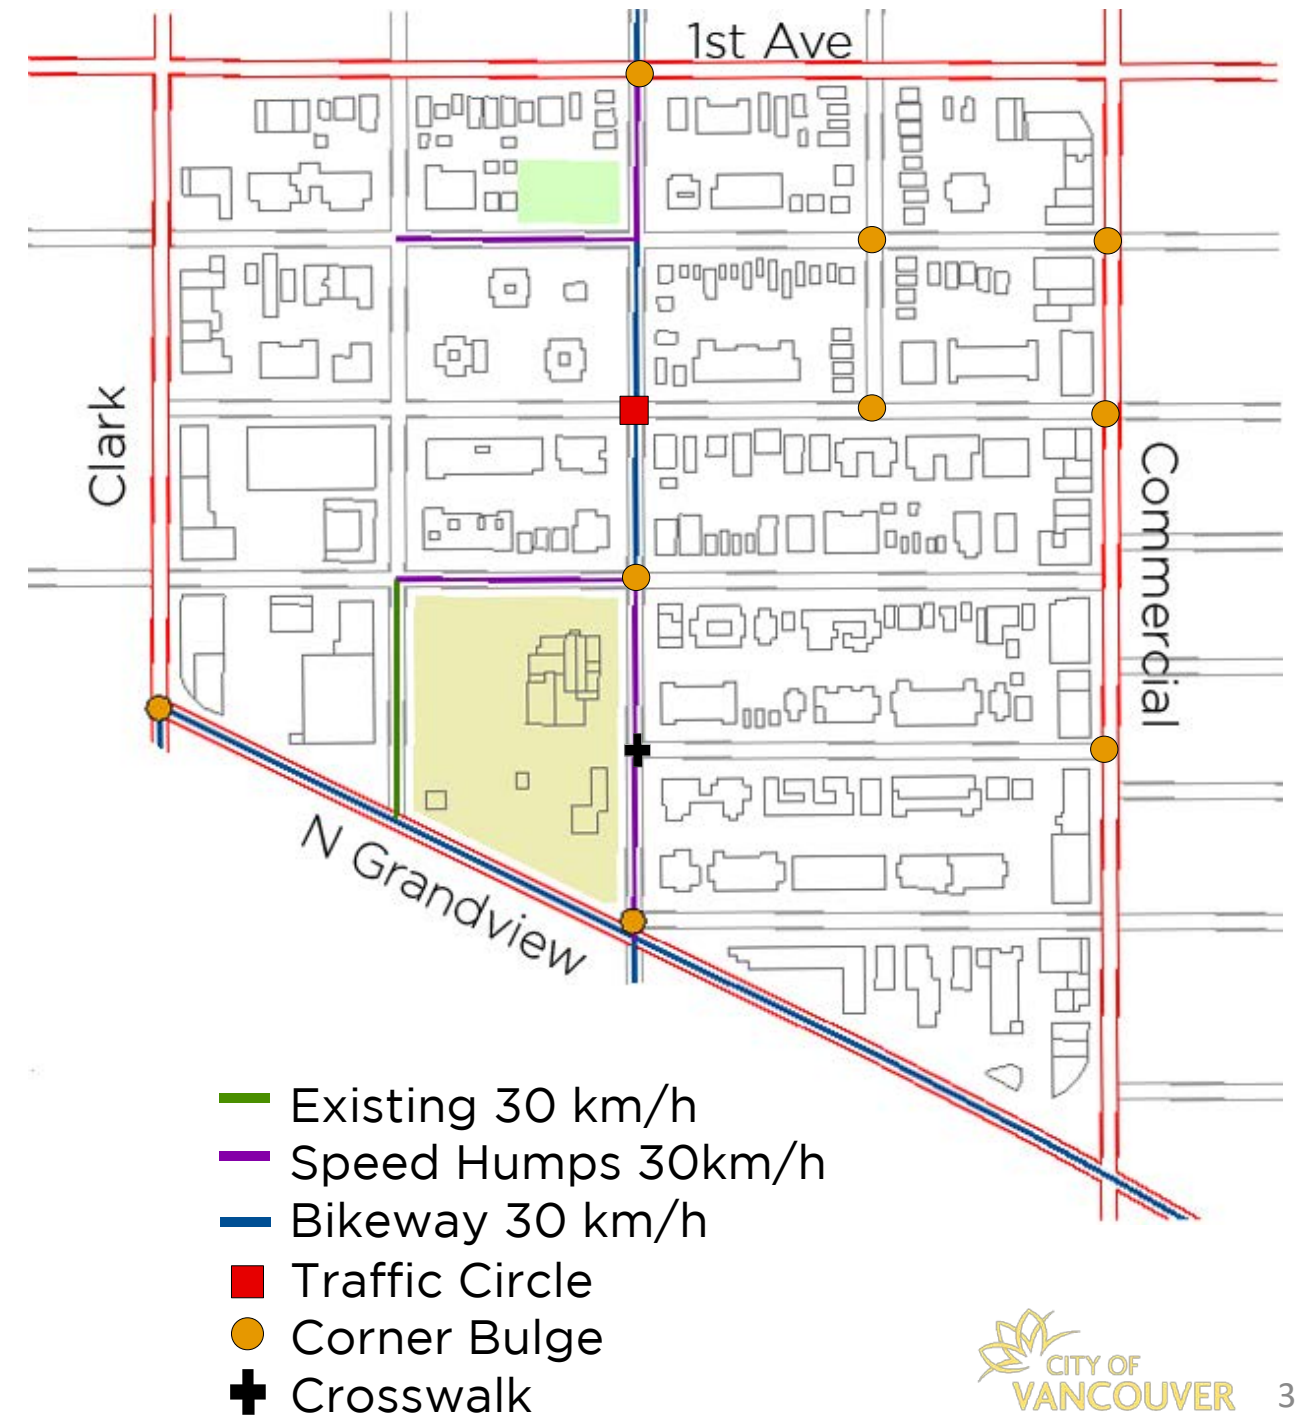 1st Ave
Clark
Commercial
N Grandview
Existing 30 km/h
Speed Humps 30km/h
Bikeway 30 km/h
Traffic Circle
Corner Bulge
Crosswalk
CITY OF
VANCOUVER
3